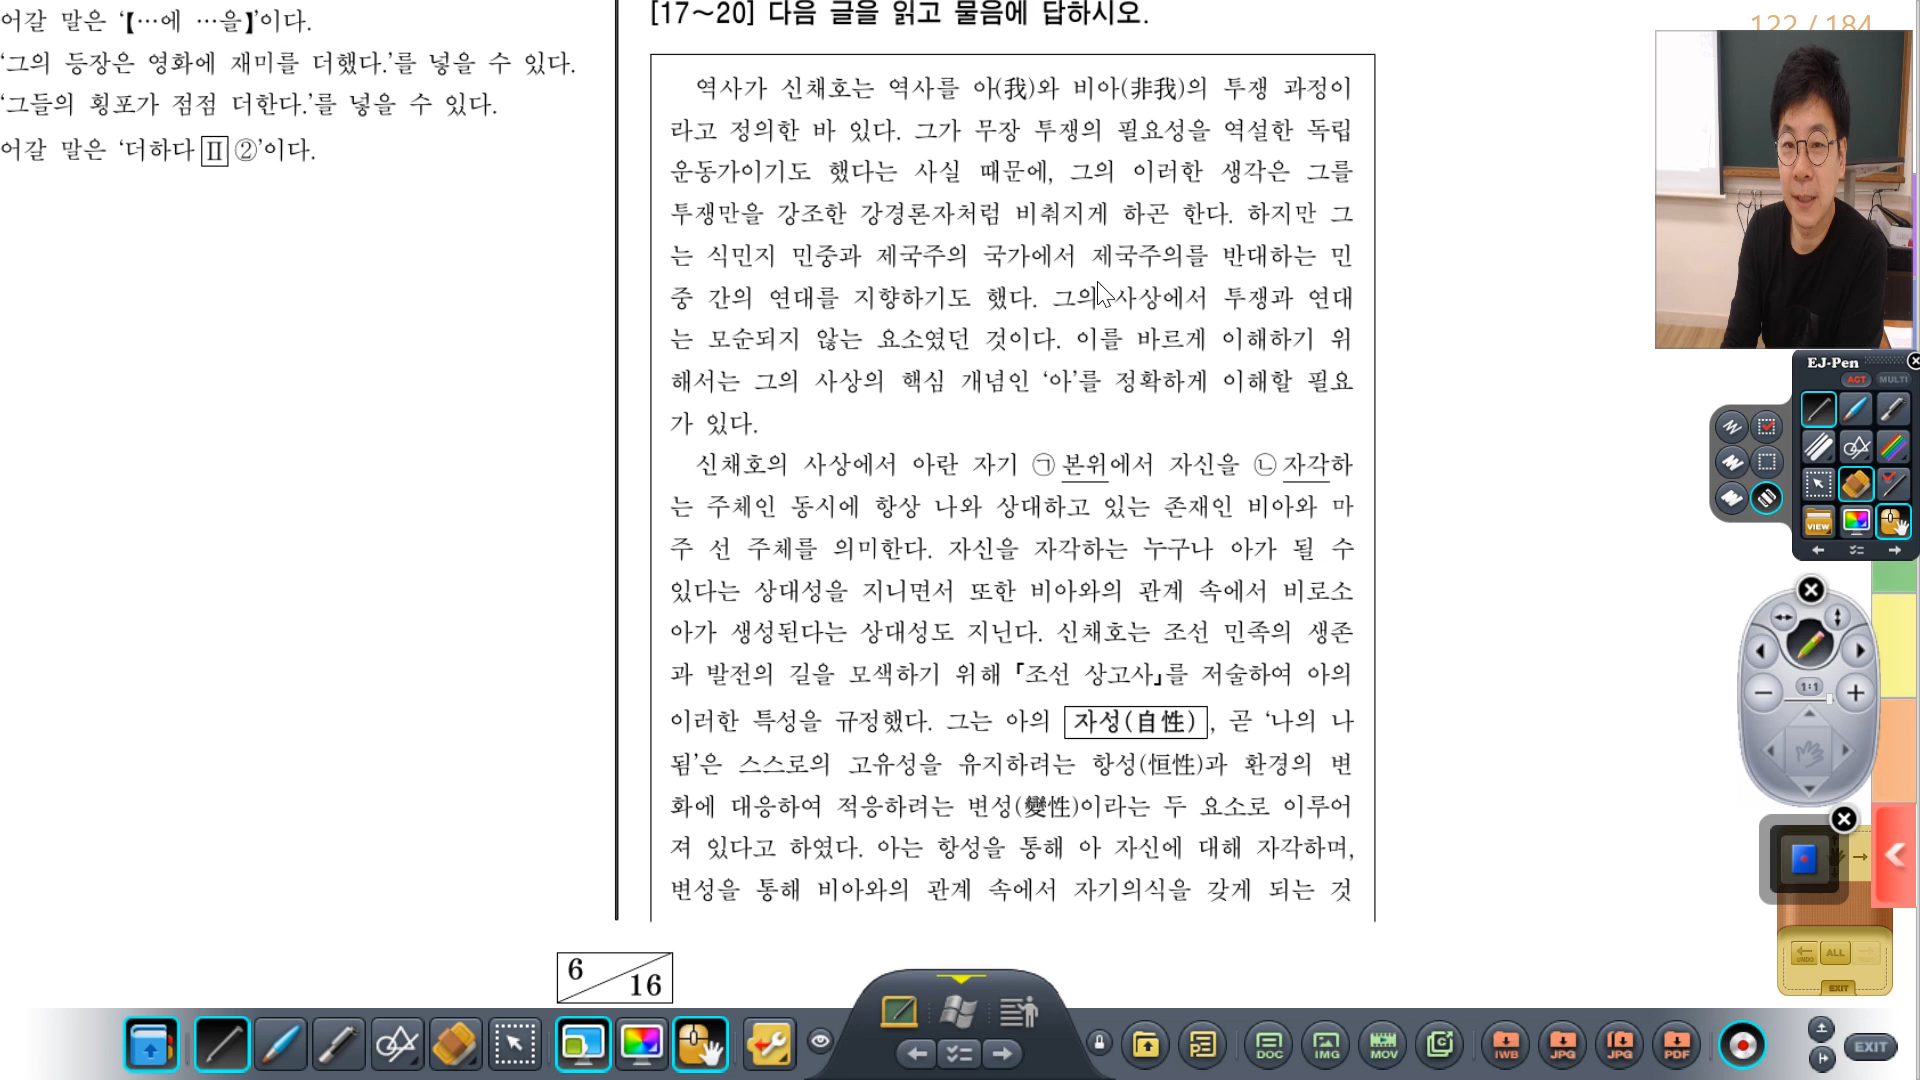 어갈 말은 ‘【…에 …을】’이다.
‘그의 등장은 영화에 재미를 더했다.’를 넣을 수 있다.
‘그들의 횡포가 점점 더한다.’를 넣을 수 있다.
어갈 말은 ‘더하다 Ⅱ ②’이다.
[17～20] 다음 글을 읽고 물음에 답하시오.
역사가 신채호는 역사를 아(我)와 비아(非我)의 투쟁 과정이
라고 정의한 바 있다. 그가 무장 투쟁의 필요성을 역설한 독립
운동가이기도 했다는 사실 때문에, 그의 이러한 생각은 그를
투쟁만을 강조한 강경론자처럼 비춰지게 하곤 한다. 하지만 그
는 식민지 민중과 제국주의 국가에서 제국주의를 반대하는 민
중 간의 연대를 지향하기도 했다. 그의 사상에서 투쟁과 연대
는 모순되지 않는 요소였던 것이다. 이를 바르게 이해하기 위
해서는 그의 사상의 핵심 개념인 ‘아’를 정확하게 이해할 필요
가 있다.
신채호의 사상에서 아란 자기 ㉠본위에서 자신을 ㉡자각하
는 주체인 동시에 항상 나와 상대하고 있는 존재인 비아와 마
주 선 주체를 의미한다. 자신을 자각하는 누구나 아가 될 수
있다는 상대성을 지니면서 또한 비아와의 관계 속에서 비로소
아가 생성된다는 상대성도 지닌다. 신채호는 조선 민족의 생존
과 발전의 길을 모색하기 위해 「조선 상고사」를 저술하여 아의
이러한 특성을 규정했다. 그는 아의 자성(自性), 곧 ‘나의 나
됨’은 스스로의 고유성을 유지하려는 항성(恒性)과 환경의 변
화에 대응하여 적응하려는 변성(變性)이라는 두 요소로 이루어
져 있다고 하였다. 아는 항성을 통해 아 자신에 대해 자각하며,
변성을 통해 비아와의 관계 속에서 자기의식을 갖게 되는 것
6
16
122 / 184
EJ-Pen
ACT MULTI
VIEW
1:1
UNDO ALL
EXIT
DOC IMG MOV IWB JPG JPG PDF EXIT